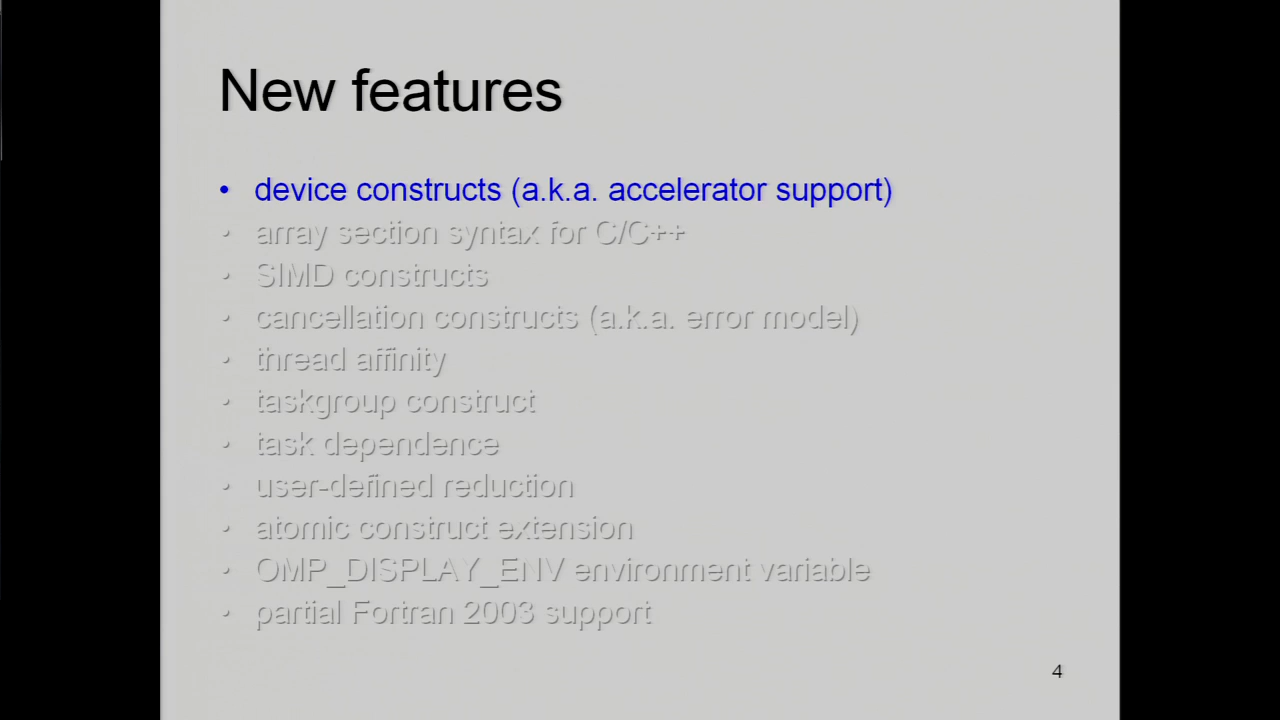 New features
• device constructs (a.k.a. accelerator support)
• array section syntax for C/C++
• SIMD constructs
• cancellation constructs (a.k.a. error model)
• thread affinity
• taskgroup construct
• task dependence
• user-defined reduction
• atomic construct extension
• OMP_DISPLAY_ENV environment variable
• partial Fortran 2003 support
4